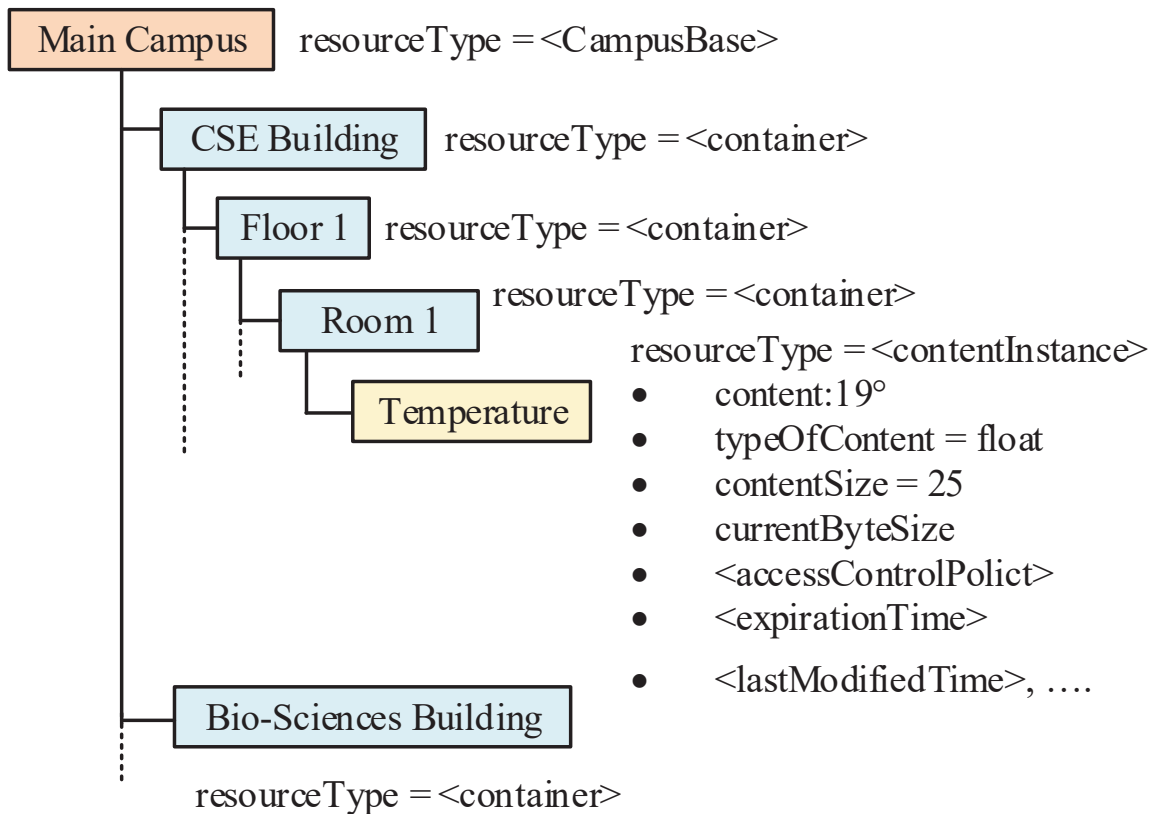 Main Campus resourceType = <CampusBase>
CSE Building resourceType = <container>
Floor 1 resourceType = <container>
resourceType = <container>
Room 1
resourceType = <contentInstance>
• content:19°
Temperature
• typeOfContent = float
• contentSize = 25
• currentByteSize
• <accessControlPolict>
• <expirationTime>
• <lastModifiedTime>, ....
Bio-Sciences Building
resourceType = <container>